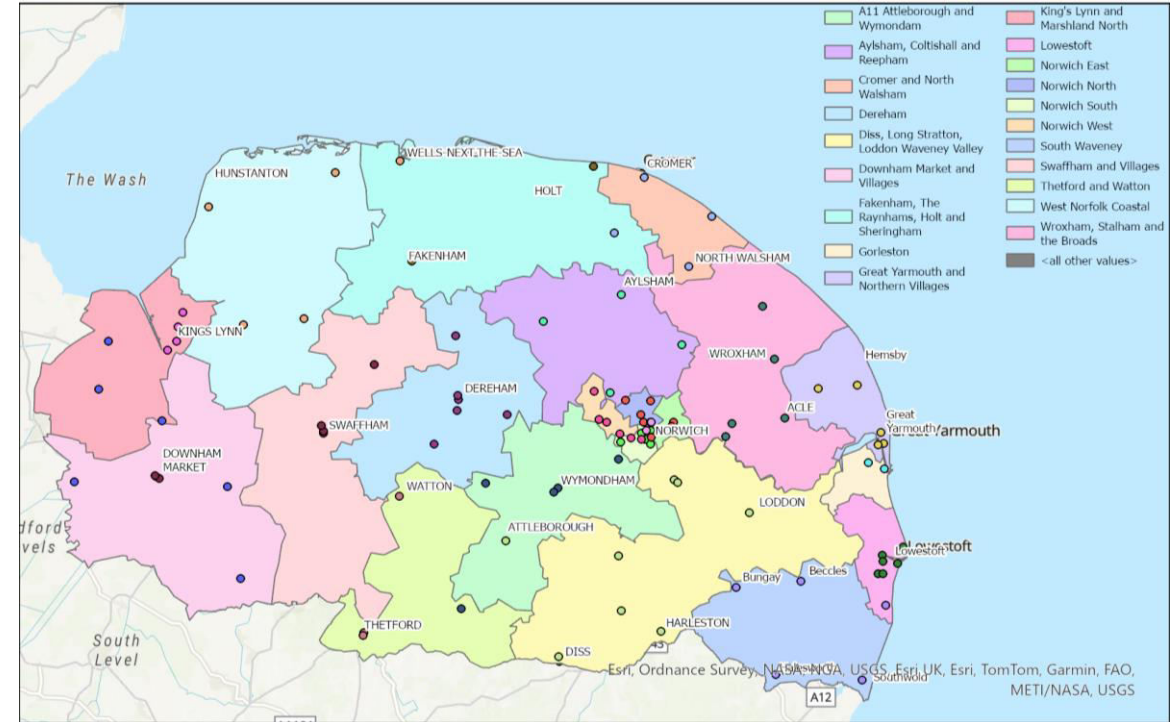 A11 Attleborough and
Wymondam
Aylsham, Coltishall and
Reepham
Cromer and North
Walsham
Dereham
Diss, Long Stratton,
Loddon Waveney Valley
Downham Market and
Villages
Fakenham, The
Raynhams, Holt and
Sheringham
Gorleston
Great Yarmouth and
Northern Villages
King's Lynn and
Marshland North
Lowestoft
Norwich East
Norwich North
Norwich South
Norwich West
South Waveney
Swaffham and Villages
Thetford and Watton
West Norfolk Coastal
Wroxham, Stalham and
the Broads
<all other values>
The Wash
HUNSTANTON
WELLS-NEXT-THE-SEA
HOLT
CROMER
FAKENHAM
NORTH WALSHAM
AYLSHAM
KINGS LYNN
WROXHAM
Hemsby
DEREHAM
ACLE
SWAFFHAM
NORWICH
Great
Yarmouth
Great Yarmouth
DOWNHAM
MARKET
WATTON
WYMONDHAM
LODDON
ATTLEBOROUGH
Lowestoft
Lowestoft
Bungay
Beccles
THETFORD
HARLESTON
South
Level
DISS
Southwold
A12
Esri, Ordnance Survey, NASA, NGA, USGS, Esri UK, Esri, TomTom, Garmin, FAO,
METI/NASA, USGS